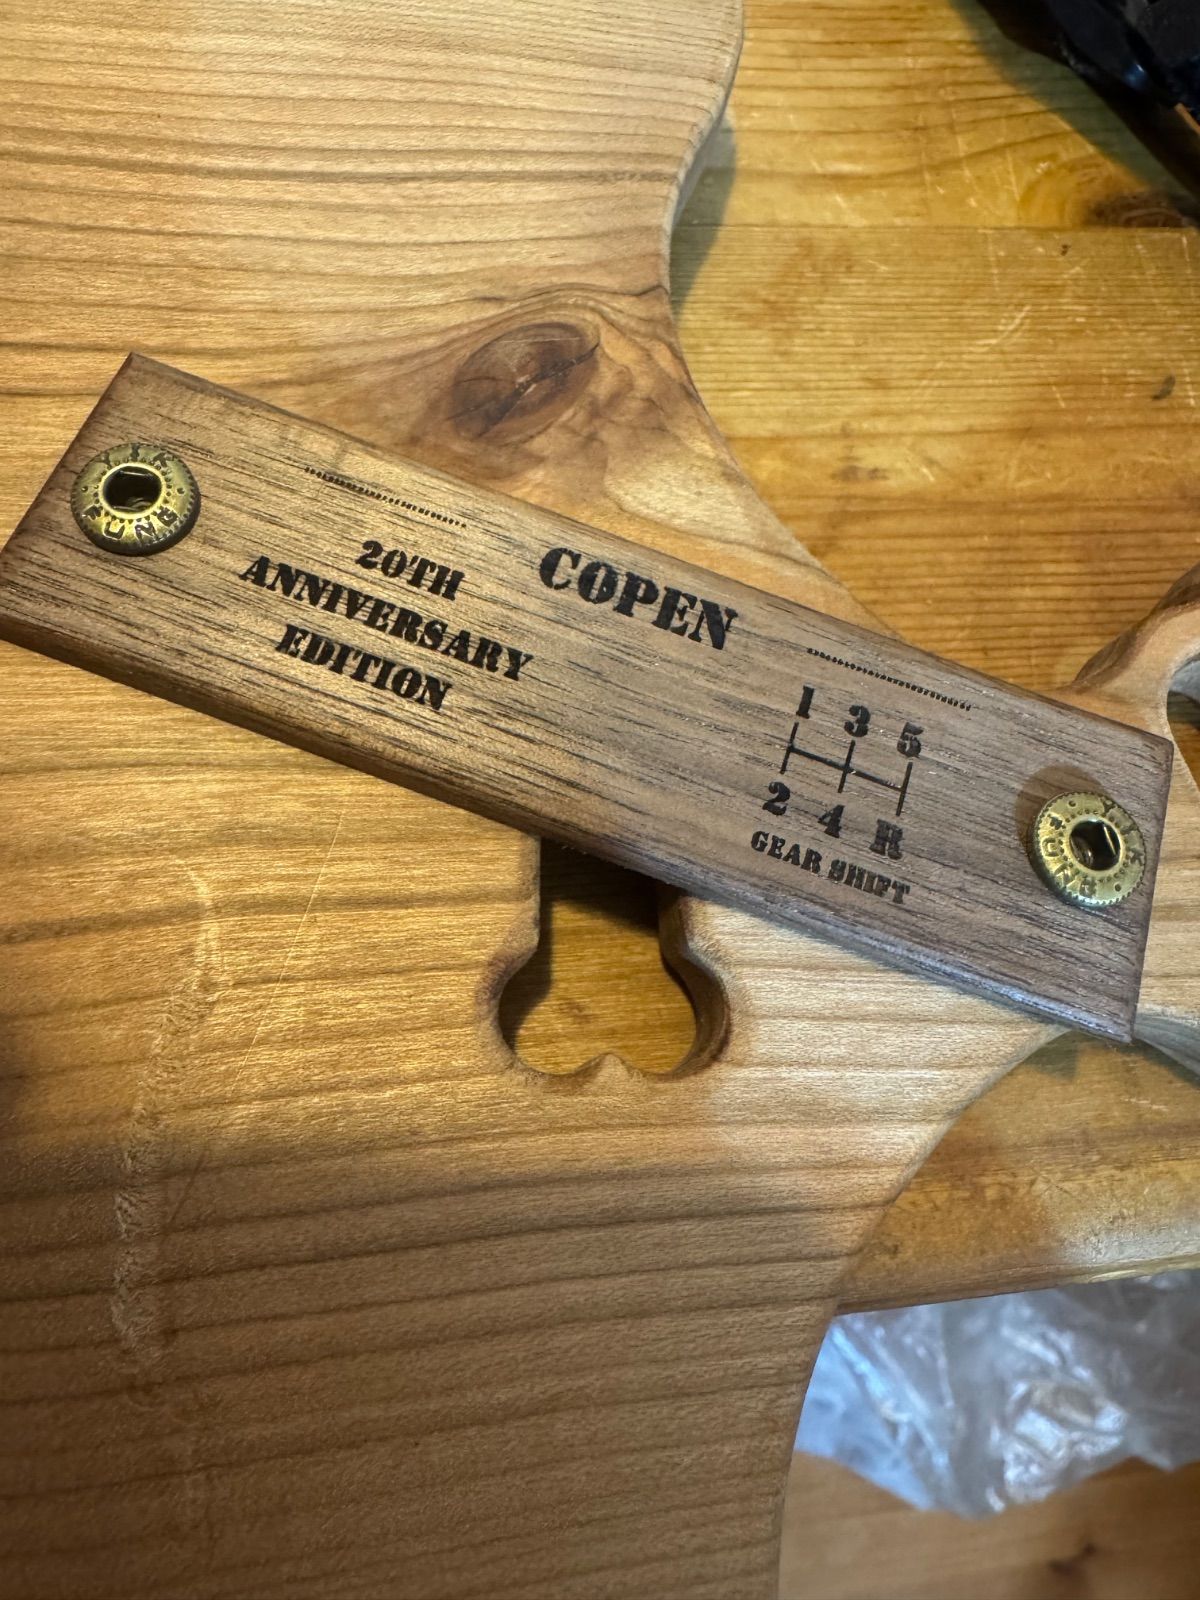 20TH
ANNIVERSARY
EDITION
COPEN
1 3 5
2 4 R
GEAR SHIFT